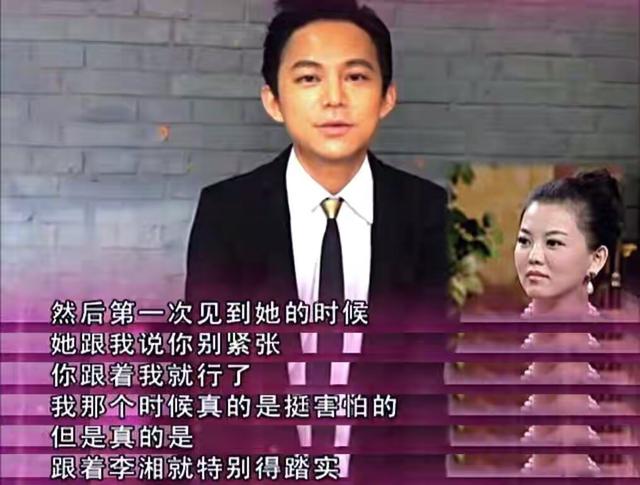 然后第一次见到她的时候
她跟我说你别紧张
你跟着我就行了
我那个时候真的是挺害怕的
但是真的是
跟着李湘就特别得踏实